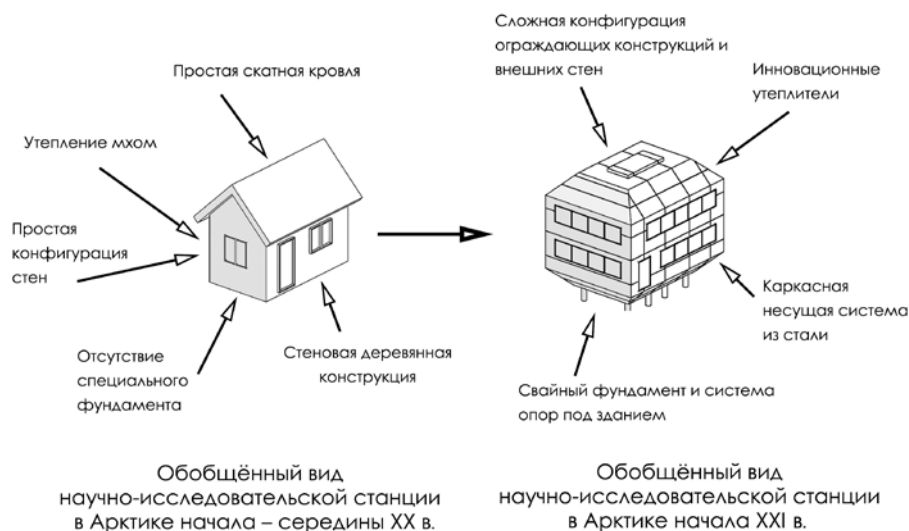 Простая скатная кровля
Утепление мхом
Простая
конфигурация
стен
Отсутствие
специального
фундамента
Стеновая деревянная
конструкция
Обобщённый вид
научно-исследовательской станции
в Арктике начала – середины XX в.
Сложная конфигурация
ограждающих конструкций и
внешних стен
Инновационные
утеплители
Каркасная
несущая система
из стали
Свайный фундамент и система
опор под зданием
Обобщённый вид
научно-исследовательской станции
в Арктике начала XXI в.